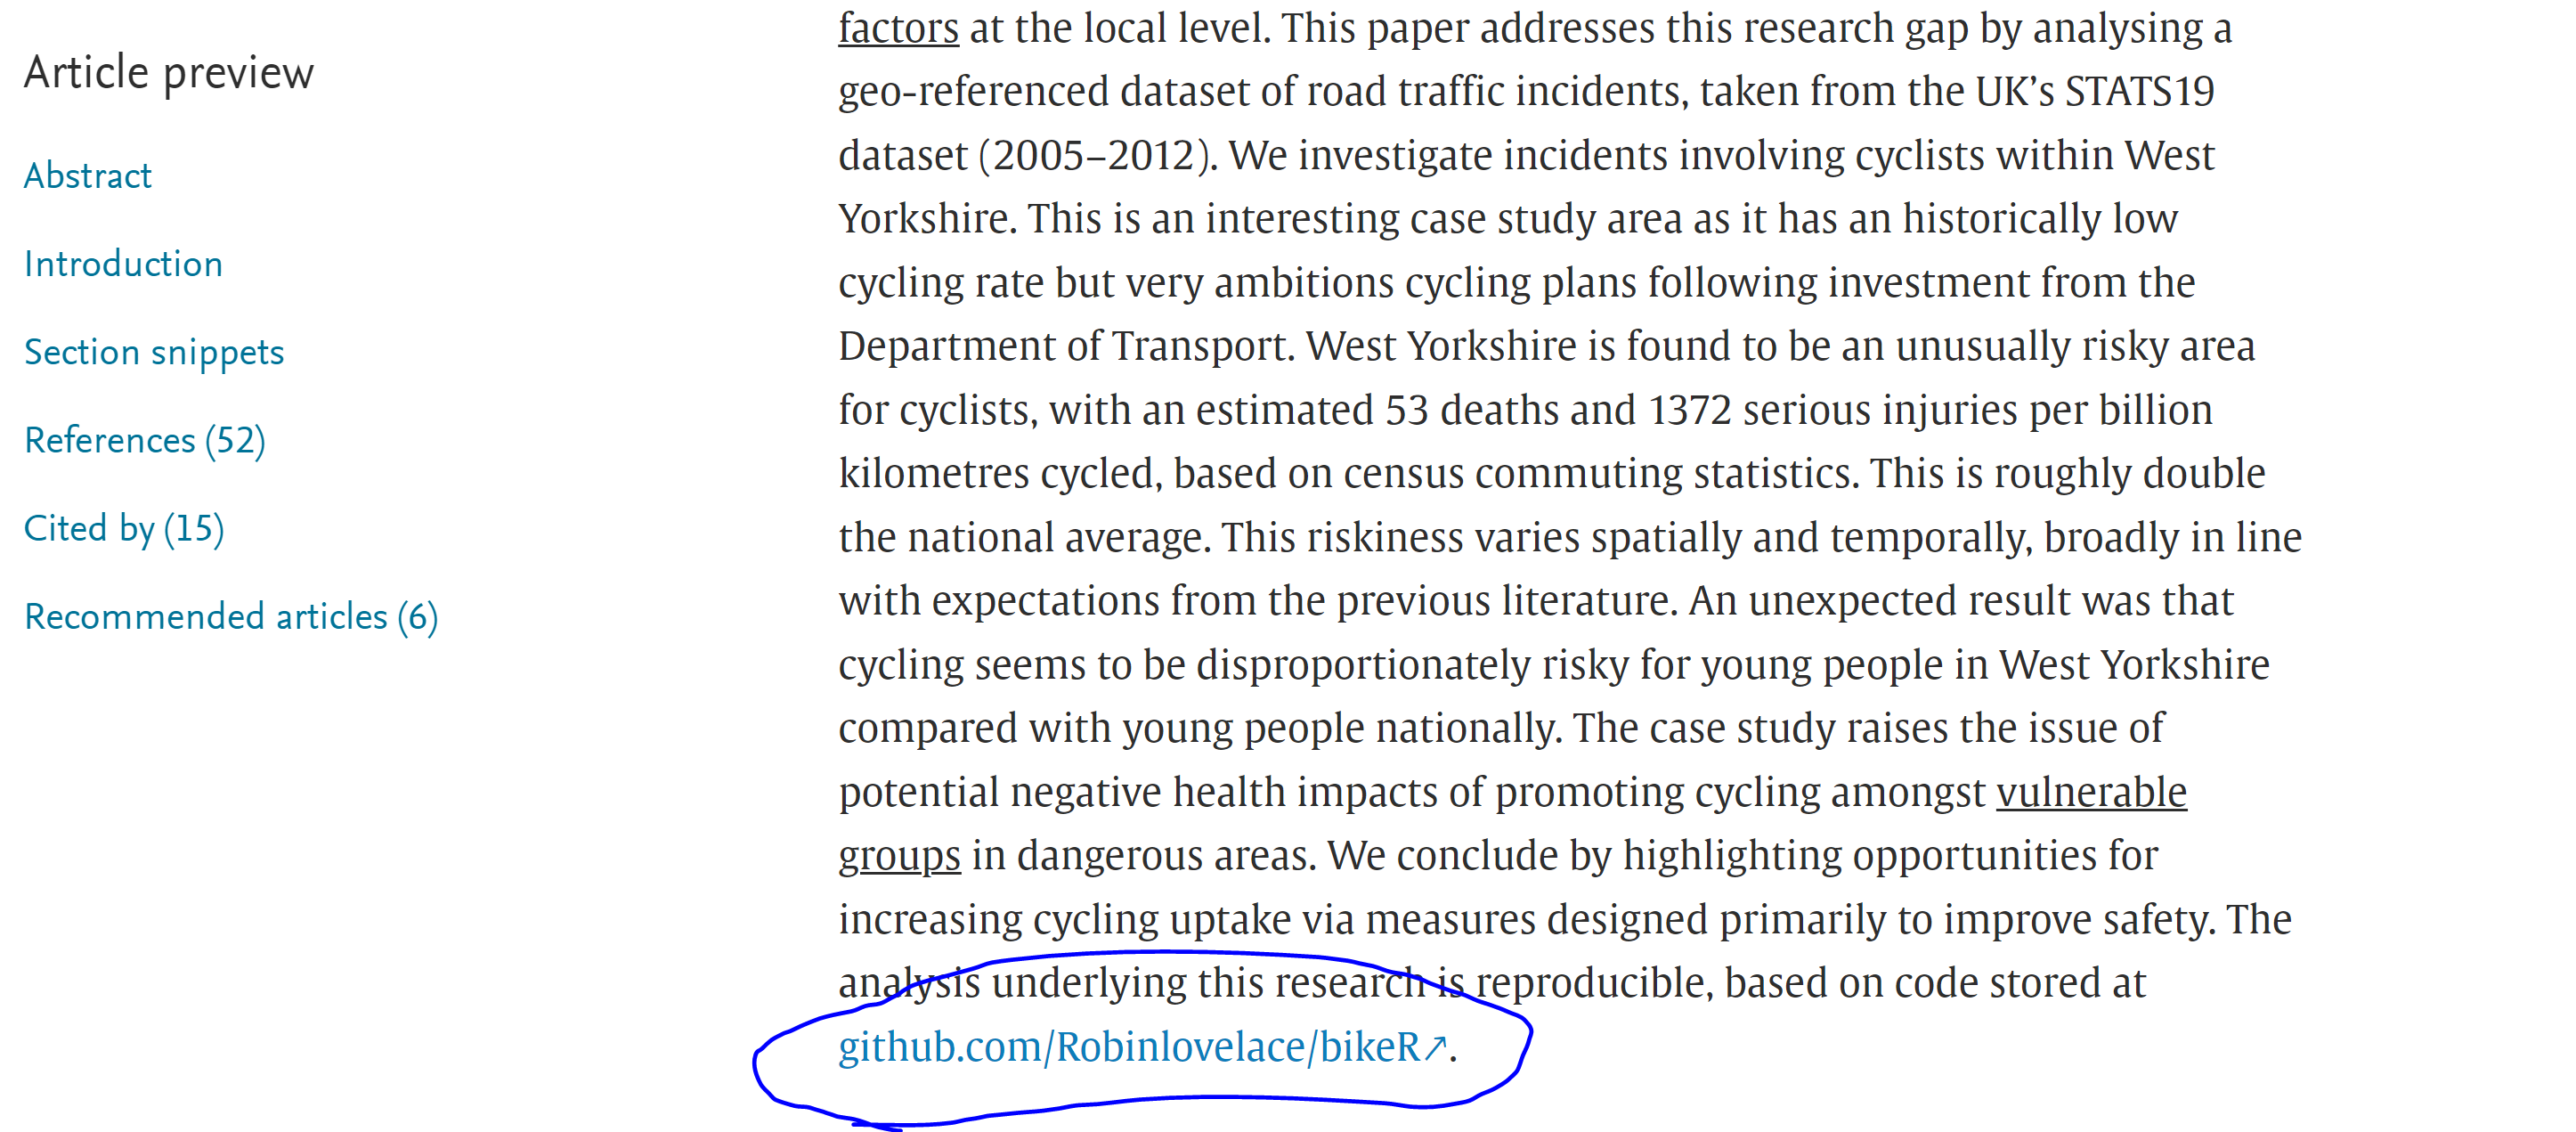 Article preview
Abstract
Introduction
Section snippets
References (52)
Cited by (15)
Recommended articles (6)
factors at the local level. This paper addresses this research gap by analysing a
geo-referenced dataset of road traffic incidents, taken from the UK’s STATS19
dataset (2005–2012). We investigate incidents involving cyclists within West
Yorkshire. This is an interesting case study area as it has an historically low
cycling rate but very ambitions cycling plans following investment from the
Department of Transport. West Yorkshire is found to be an unusually risky area
for cyclists, with an estimated 53 deaths and 1372 serious injuries per billion
kilometres cycled, based on census commuting statistics. This is roughly double
the national average. This riskiness varies spatially and temporally, broadly in line
with expectations from the previous literature. An unexpected result was that
cycling seems to be disproportionately risky for young people in West Yorkshire
compared with young people nationally. The case study raises the issue of
potential negative health impacts of promoting cycling amongst vulnerable
groups in dangerous areas. We conclude by highlighting opportunities for
increasing cycling uptake via measures designed primarily to improve safety. The
analysis underlying this research is reproducible, based on code stored at
github.com/Robinlovelace/bikeR↗.